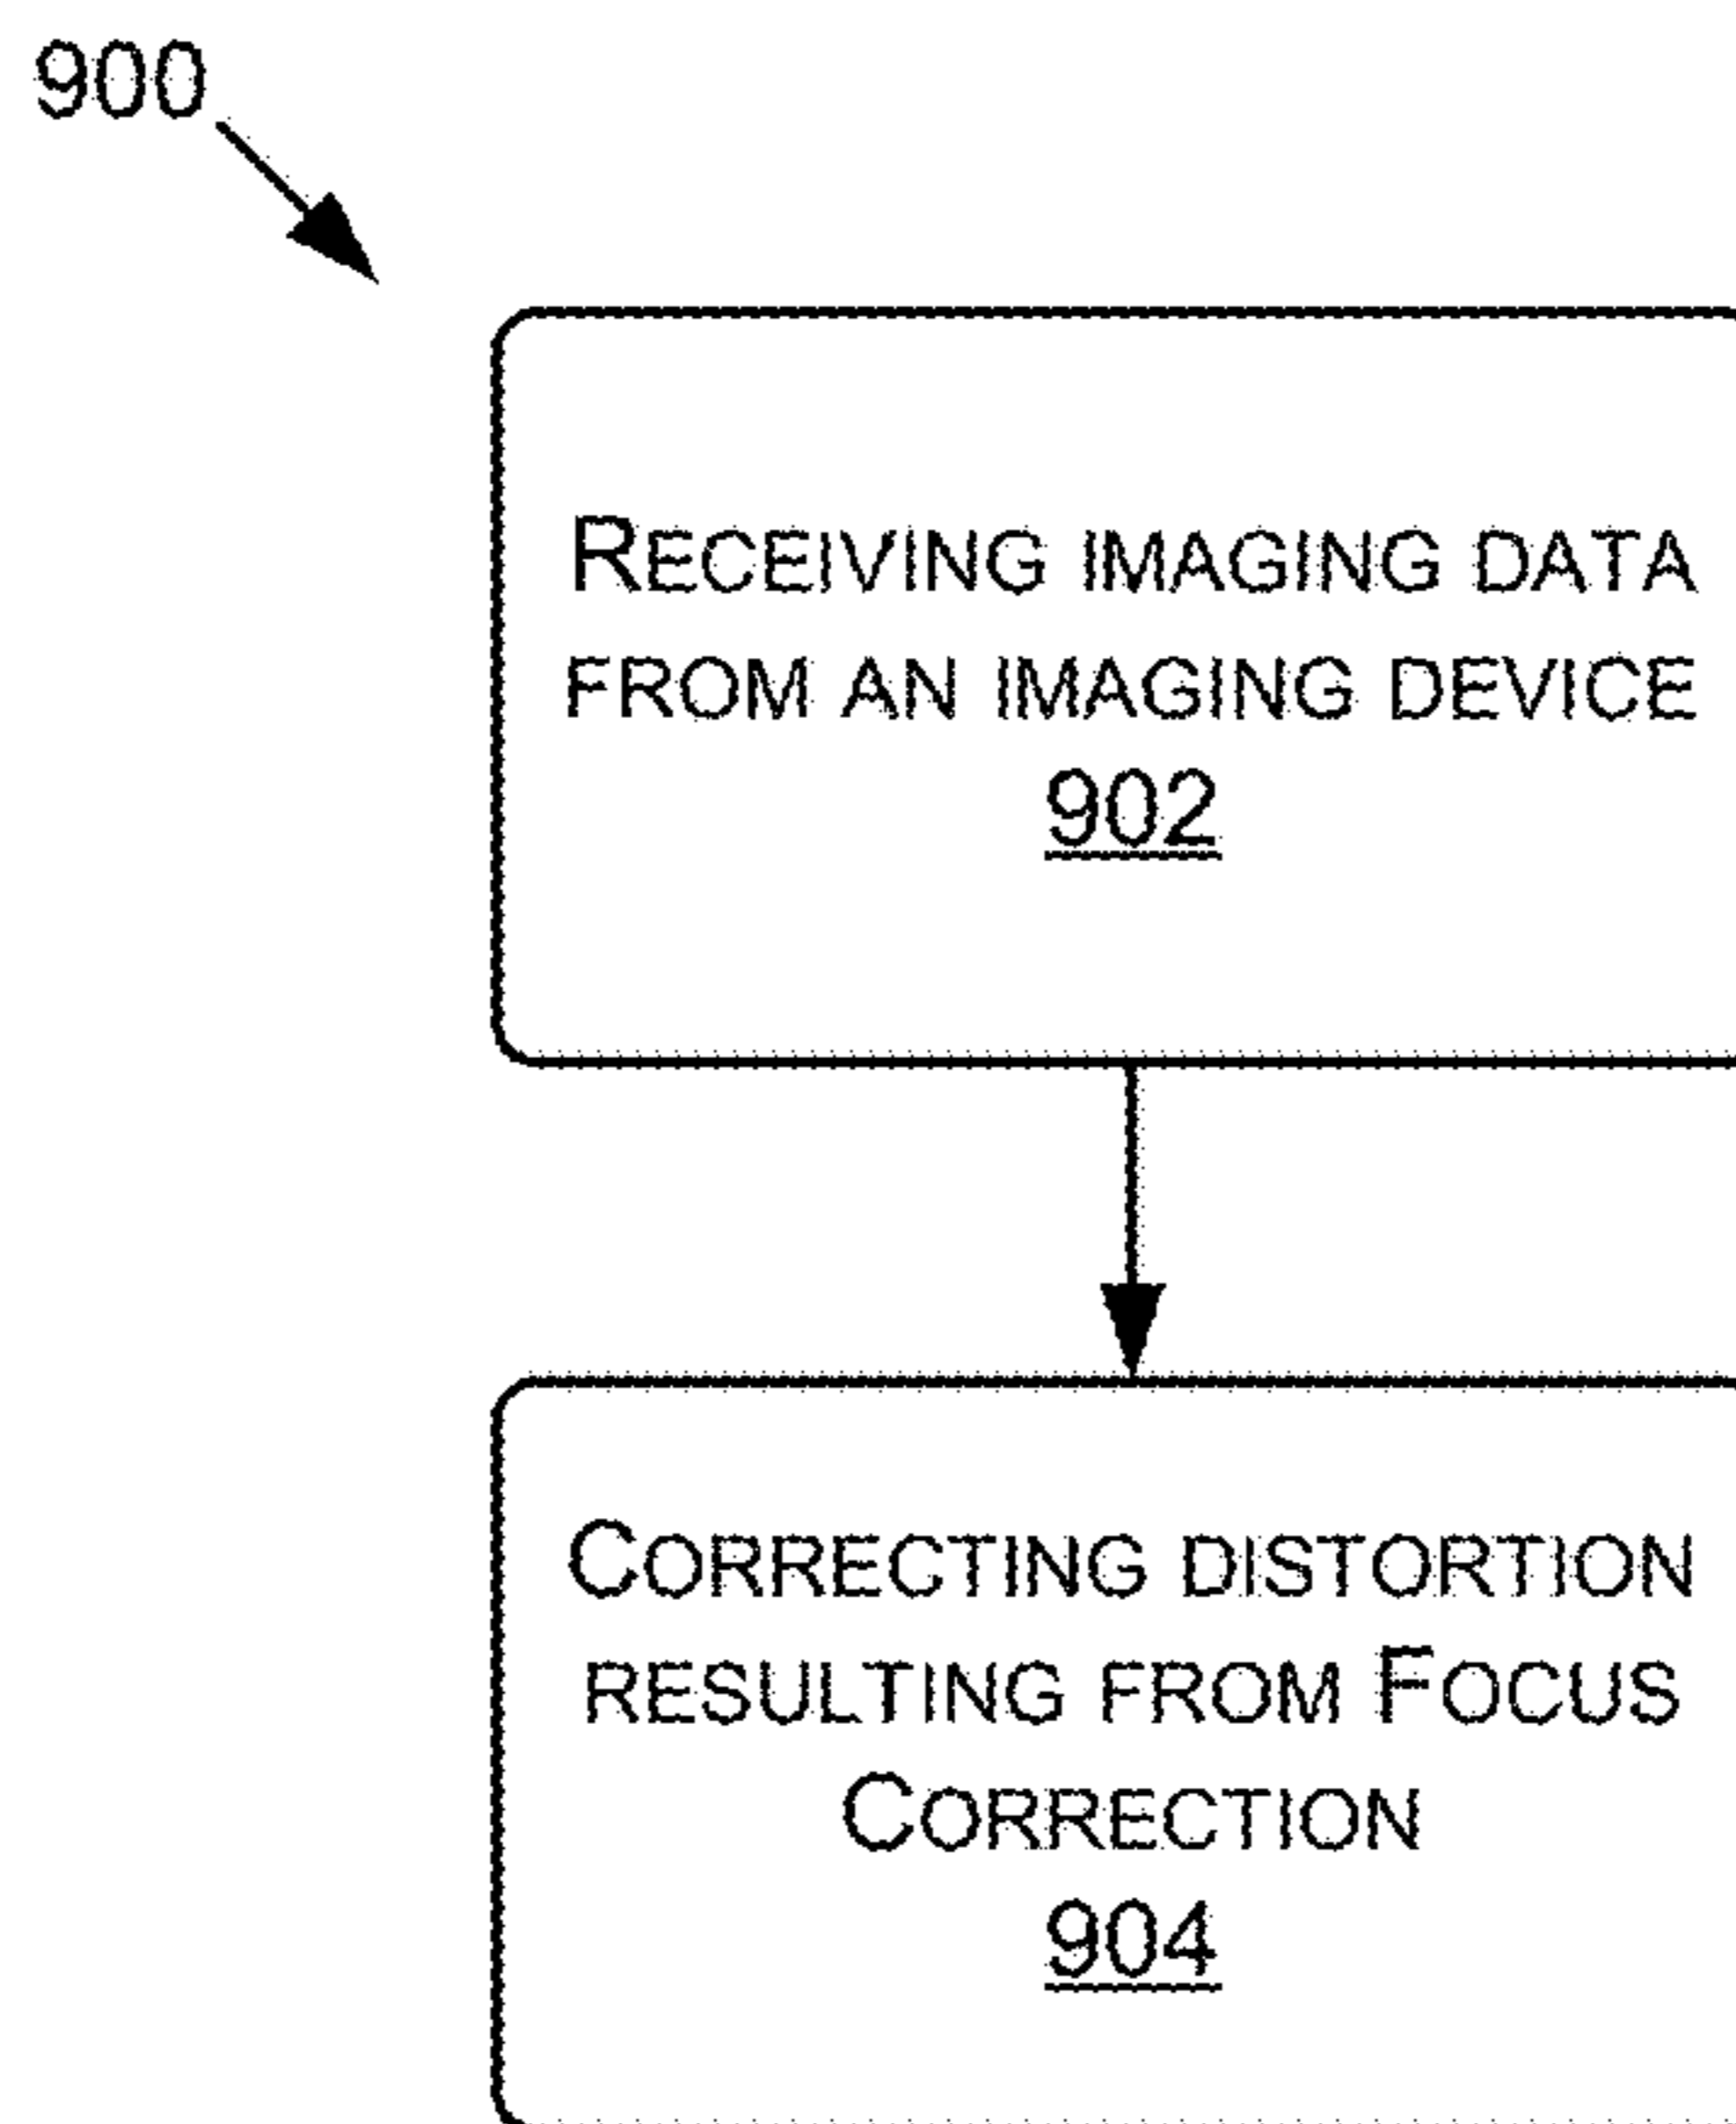 900
RECEIVING IMAGING DATA
FROM AN IMAGING DEVICE
902
CORRECTING DISTORTION
RESULTING FROM FOCUS
CORRECTION
904